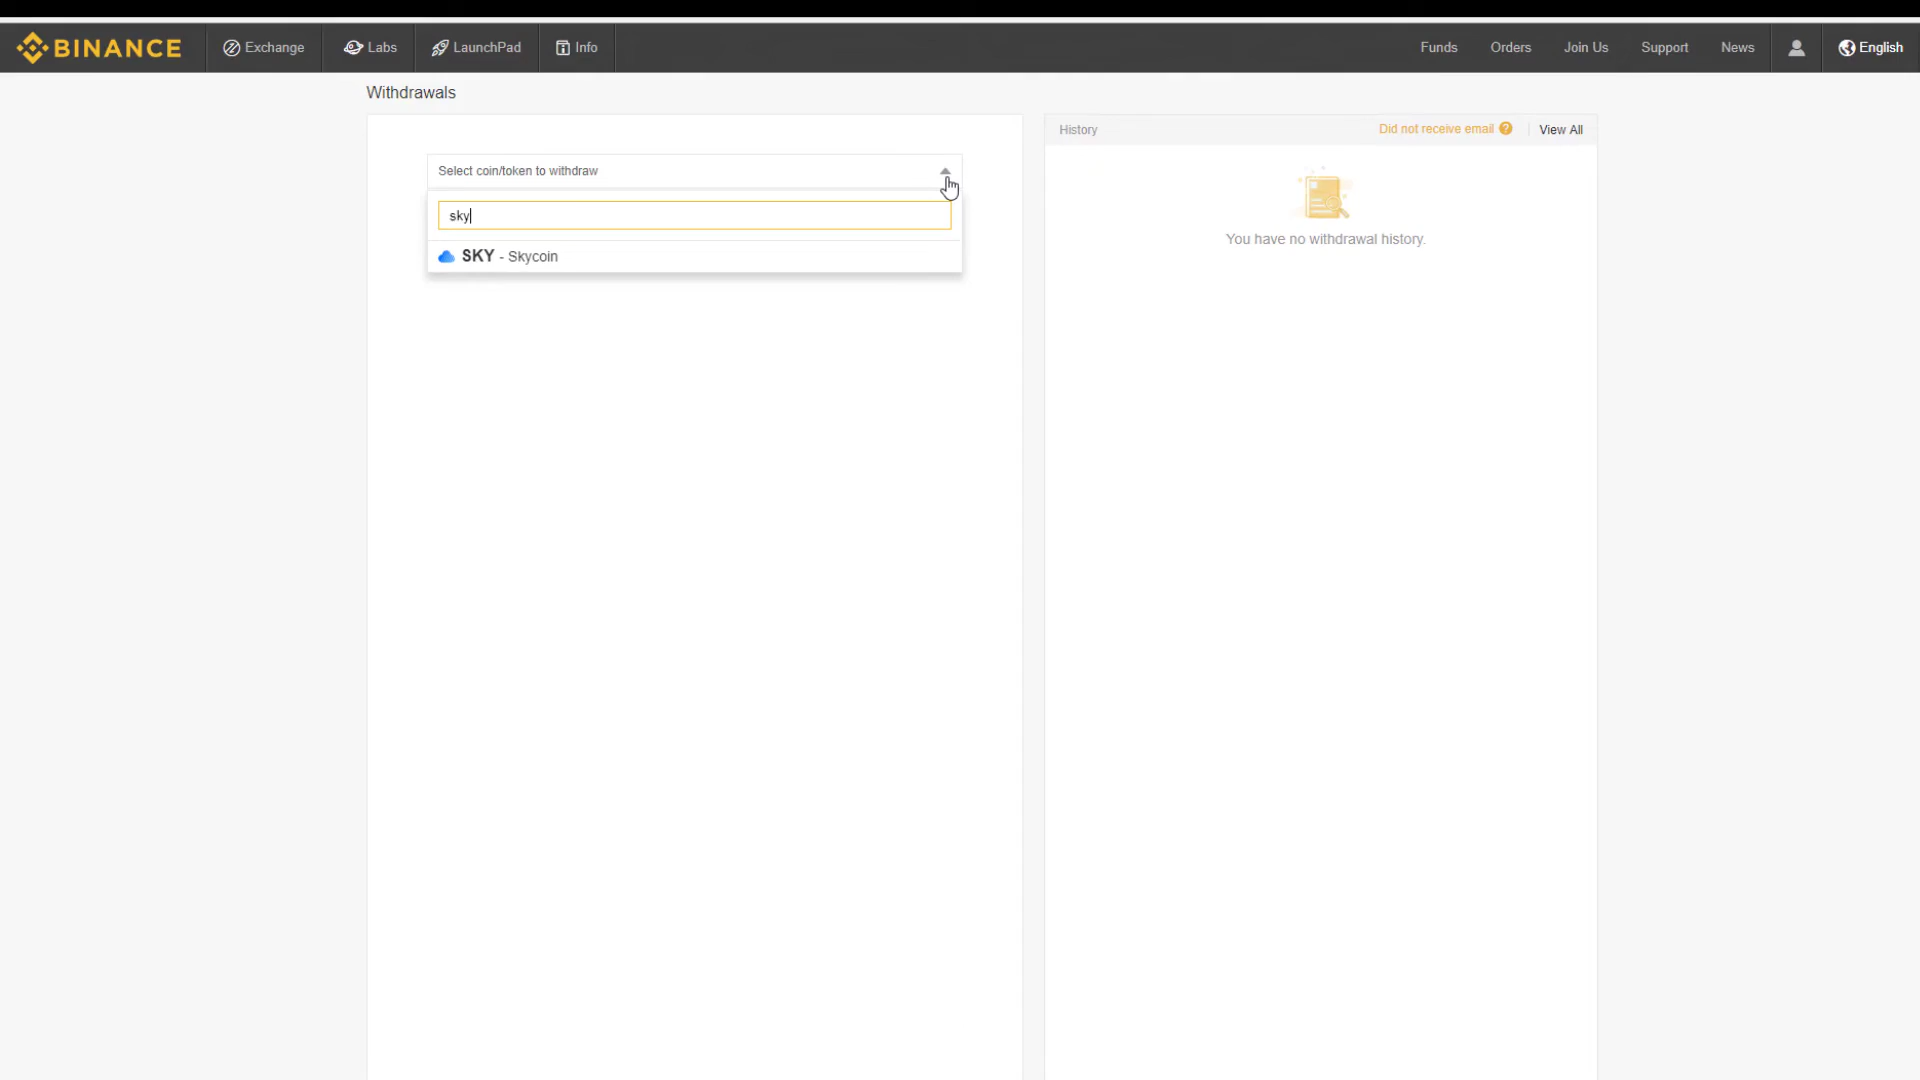 BINANCE Exchange Labs LaunchPad Info Funds Orders Join Us Support News English
Withdrawals
Select coin/token to withdraw
sky
SKY - Skycoin
History Did not receive email ? View All
You have no withdrawal history.